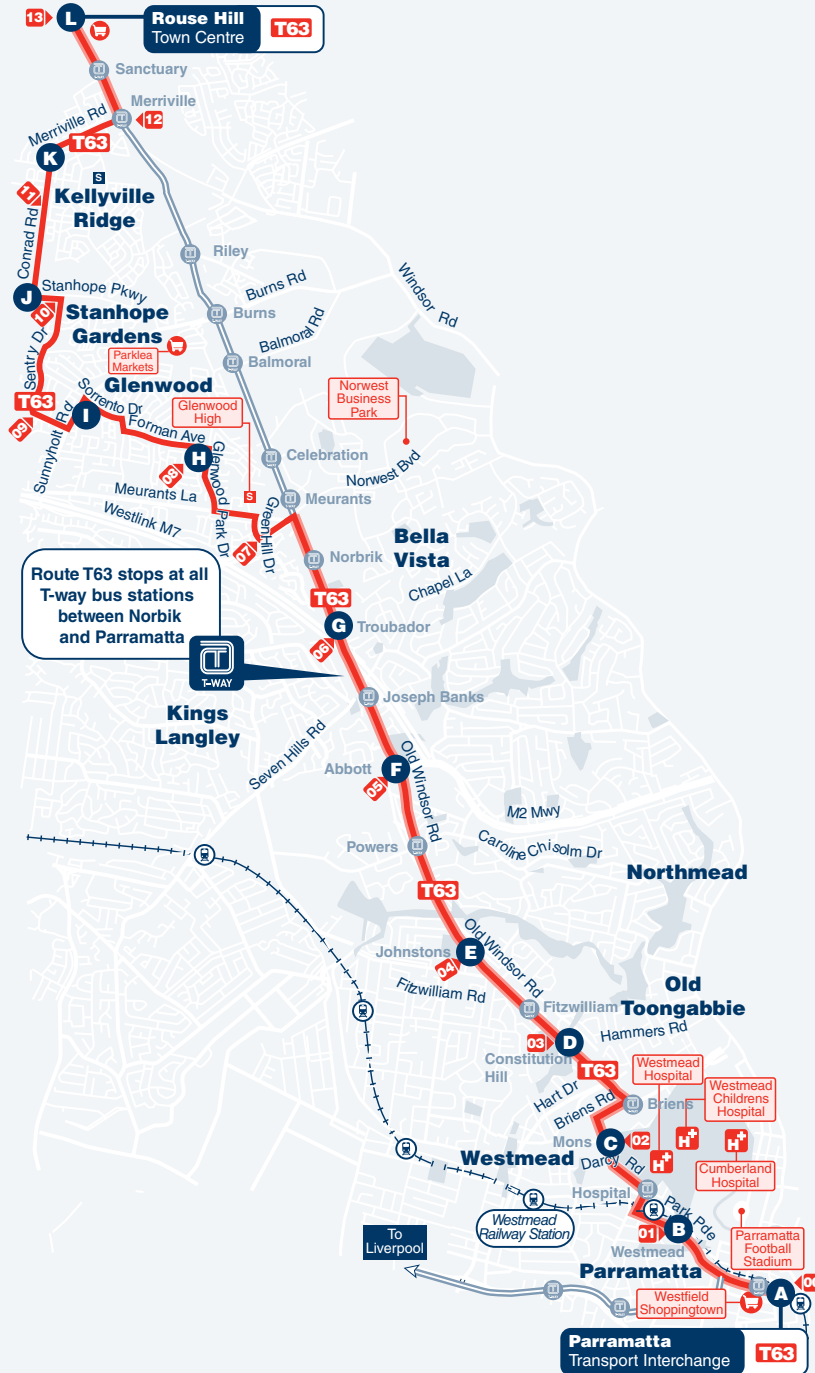 13
L
Rouse Hill
Town Centre
T63
Sanctuary
Merriville
12
Merriville Rd
T63
K
S
Kellyville
Ridge
11
Conrad Rd
Riley
Windsor Rd
J
Stanhope Pkwy
10
Burns Rd
Stanhope
Gardens
Burns
Balmoral Rd
Parklea
Markets
Balmoral
Sentry Dr
Glenwood
T63
I
Sorrento Dr
Norwest
Business
Park
Glenwood
High
Forman Ave
09
Sunnyholt Rd
H
08
Celebration
Norwest Bvd
Meurants La
Glenwood Park Dr
S
Meurants
Westlink M7
GreenHill Dr
07
Bella
Vista
Norbrik
Chapel La
Route T63 stops at all
T-way bus stations
between Norbik
and Parramatta
T63
G
Troubador
06
T
T-WAY
Joseph Banks
Kings
Langley
Seven Hills Rd
Abbott
F
Old Windsor Rd
05
M2 Mwy
Powers
Caroline Chisolm Dr
Northmead
T63
Johnstons
E
Old Windsor Rd
04
Fitzwilliam Rd
Old
Toongabbie
Fitzwilliam
Hammers Rd
03
D
Constitution
Hill
T63
Westmead
Hospital
Westmead
Childrens
Hospital
Hart Dr
Briens Rd
Briens
Mons
C
02
H
H
H
Westmead
Darcy Rd
Cumberland
Hospital
Hospital
Park Pde
Westmead
Railway Station
To
Liverpool
01
B
Westmead
Parramatta
Football
Stadium
Parramatta
Westfield
Shoppingtown
A
Parramatta
Transport Interchange
T63